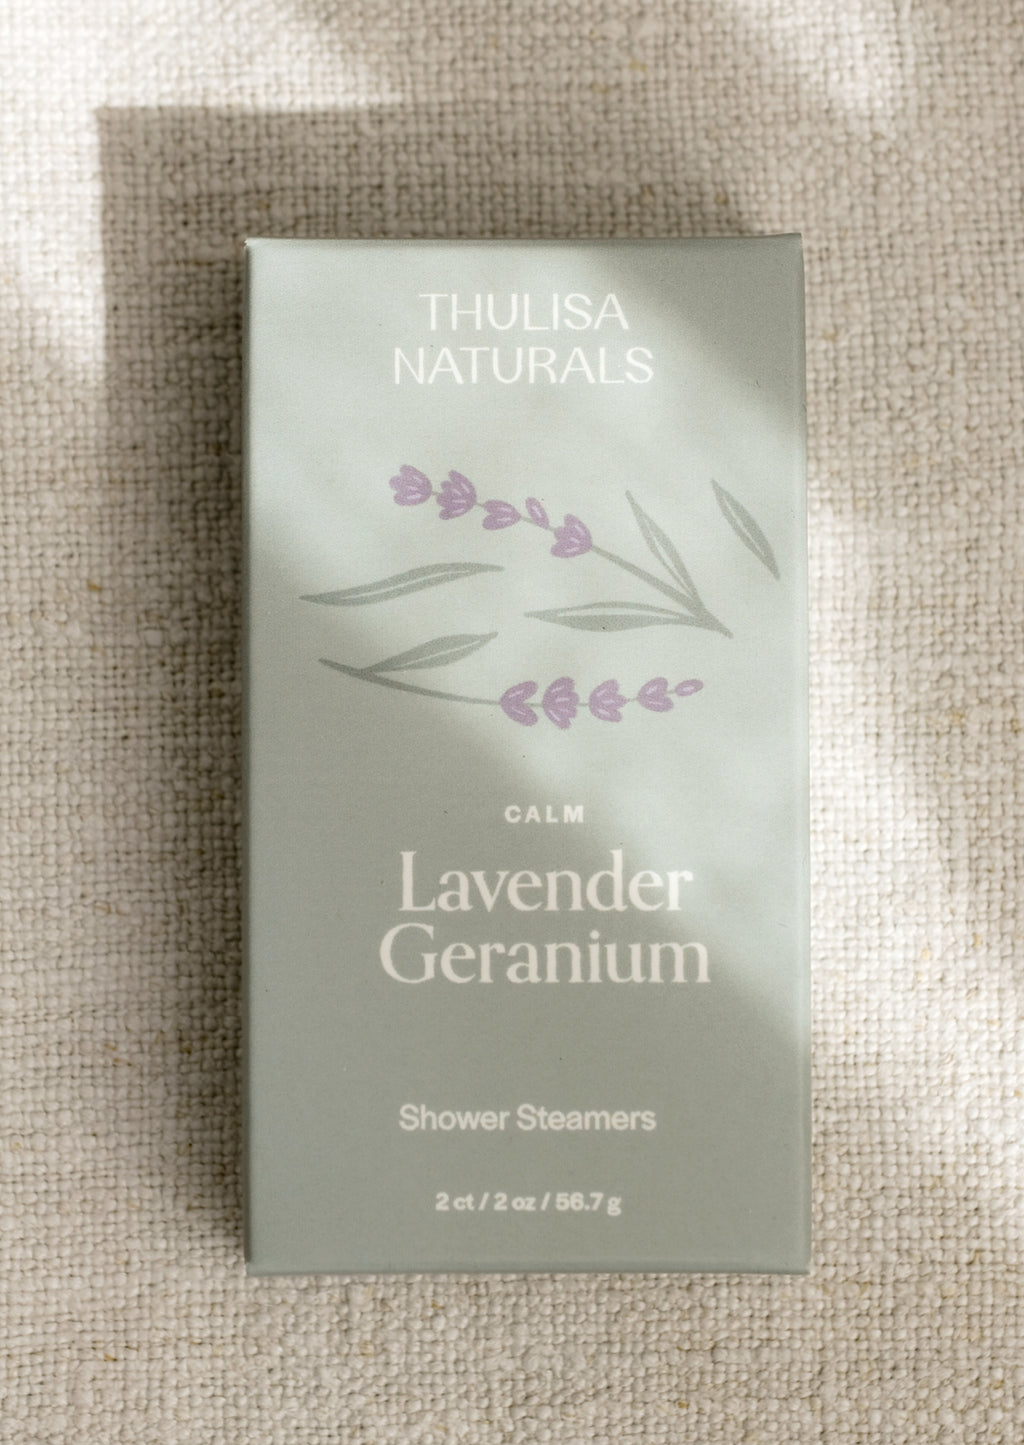 THULISA
NATURALS
CALM
Lavender
Geranium
Shower Steamers
2 ct / 2 oz / 56.7 g